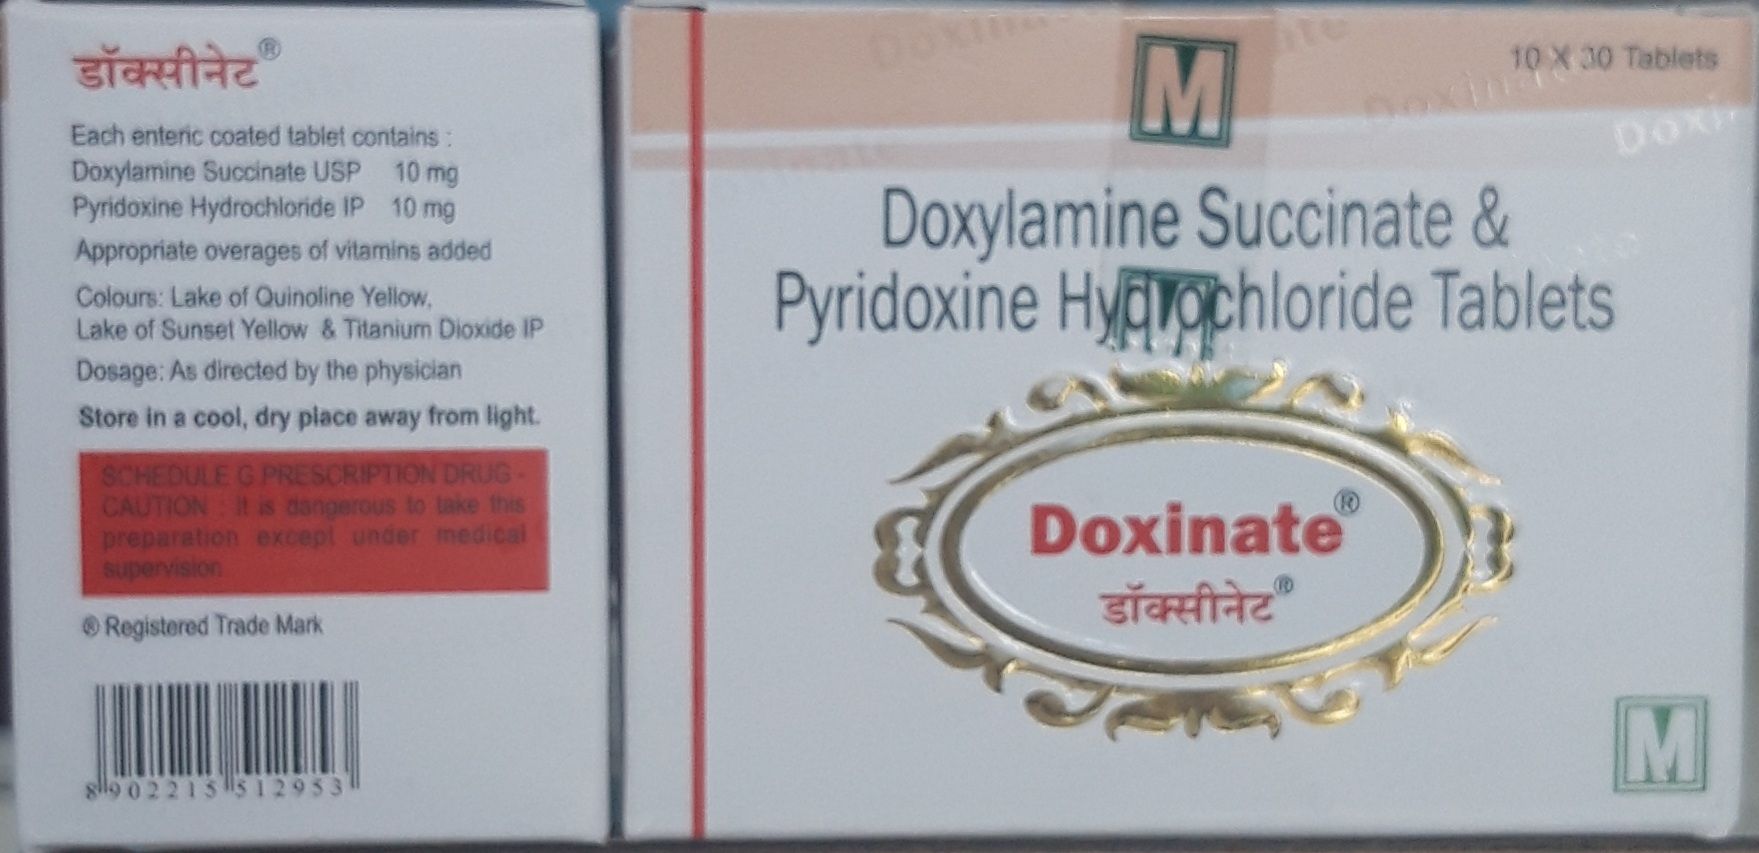 डॉक्सीनेट®
Each enteric coated tablet contains :
Doxylamine Succinate USP 10 mg
Pyridoxine Hydrochloride IP 10 mg
Appropriate overages of vitamins added
Colours: Lake of Quinoline Yellow,
Lake of Sunset Yellow & Titanium Dioxide IP
Dosage: As directed by the physician
Store in a cool, dry place away from light.
SCHEDULE G PRESCRIPTION DRUG -
CAUTION : It is dangerous to take this
preparation except under medical
supervision
® Registered Trade Mark
8 902215 512953
M
10 X 30 Tablets
Doxylamine Succinate &
Pyridoxine Hydrochloride Tablets
Doxinate®
डॉक्सीनेट®
M